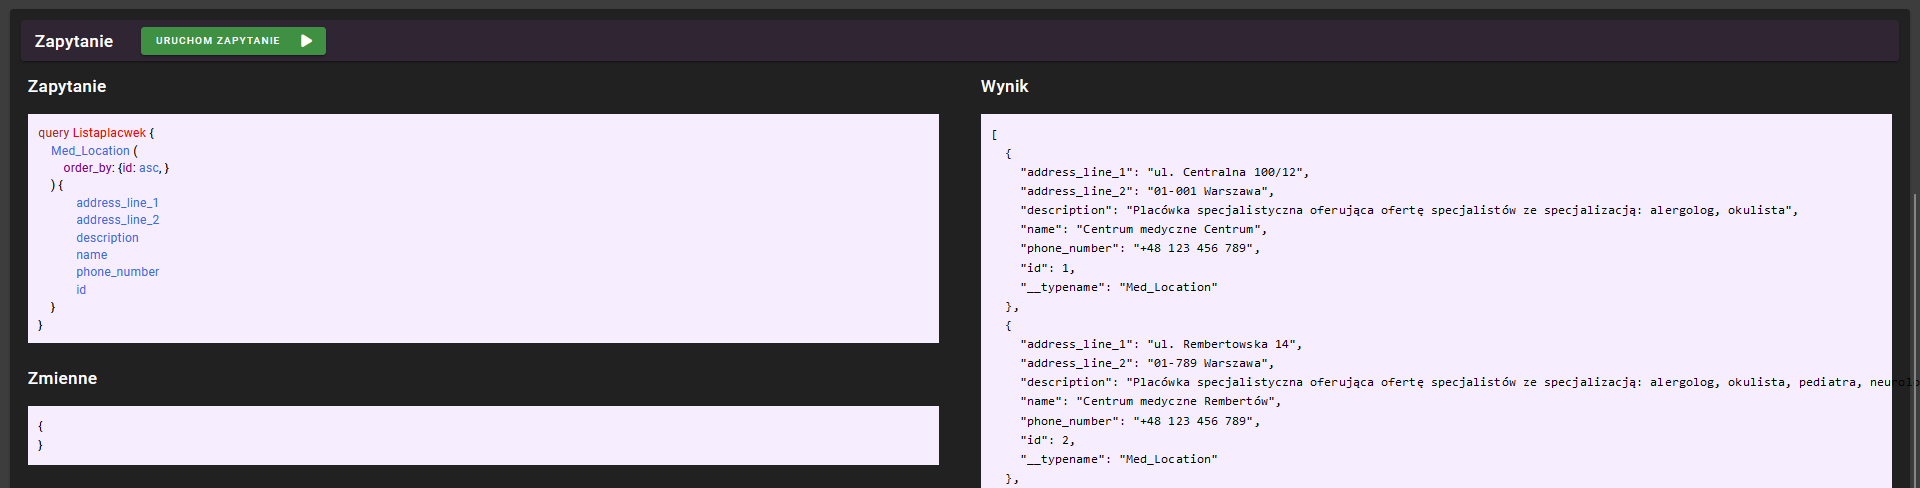 Zapytanie
URUCHOM ZAPYTANIE
Zapytanie
query Listaplacwek {
Med_Location (
order_by: {id: asc, }
) {
address_line_1
address_line_2
description
name
phone_number
id
}
}
Zmienne
{
}
Wynik
[
{
"address_line_1": "ul. Centralna 100/12",
"address_line_2": "01-001 Warszawa",
"description": "Placówka specjalistyczna oferująca ofertę specjalistów ze specjalizacją: alergolog, okulista",
"name": "Centrum medyczne Centrum",
"phone_number": "+48 123 456 789",
"id": 1,
"__typename": "Med_Location"
},
{
"address_line_1": "ul. Rembertowska 14",
"address_line_2": "01-789 Warszawa",
"description": "Placówka specjalistyczna oferująca ofertę specjalistów ze specjalizacją: alergolog, okulista, pediatra,
"name": "Centrum medyczne Rembertów",
"phone_number": "+48 123 456 789",
"id": 2,
"__typename": "Med_Location"
},